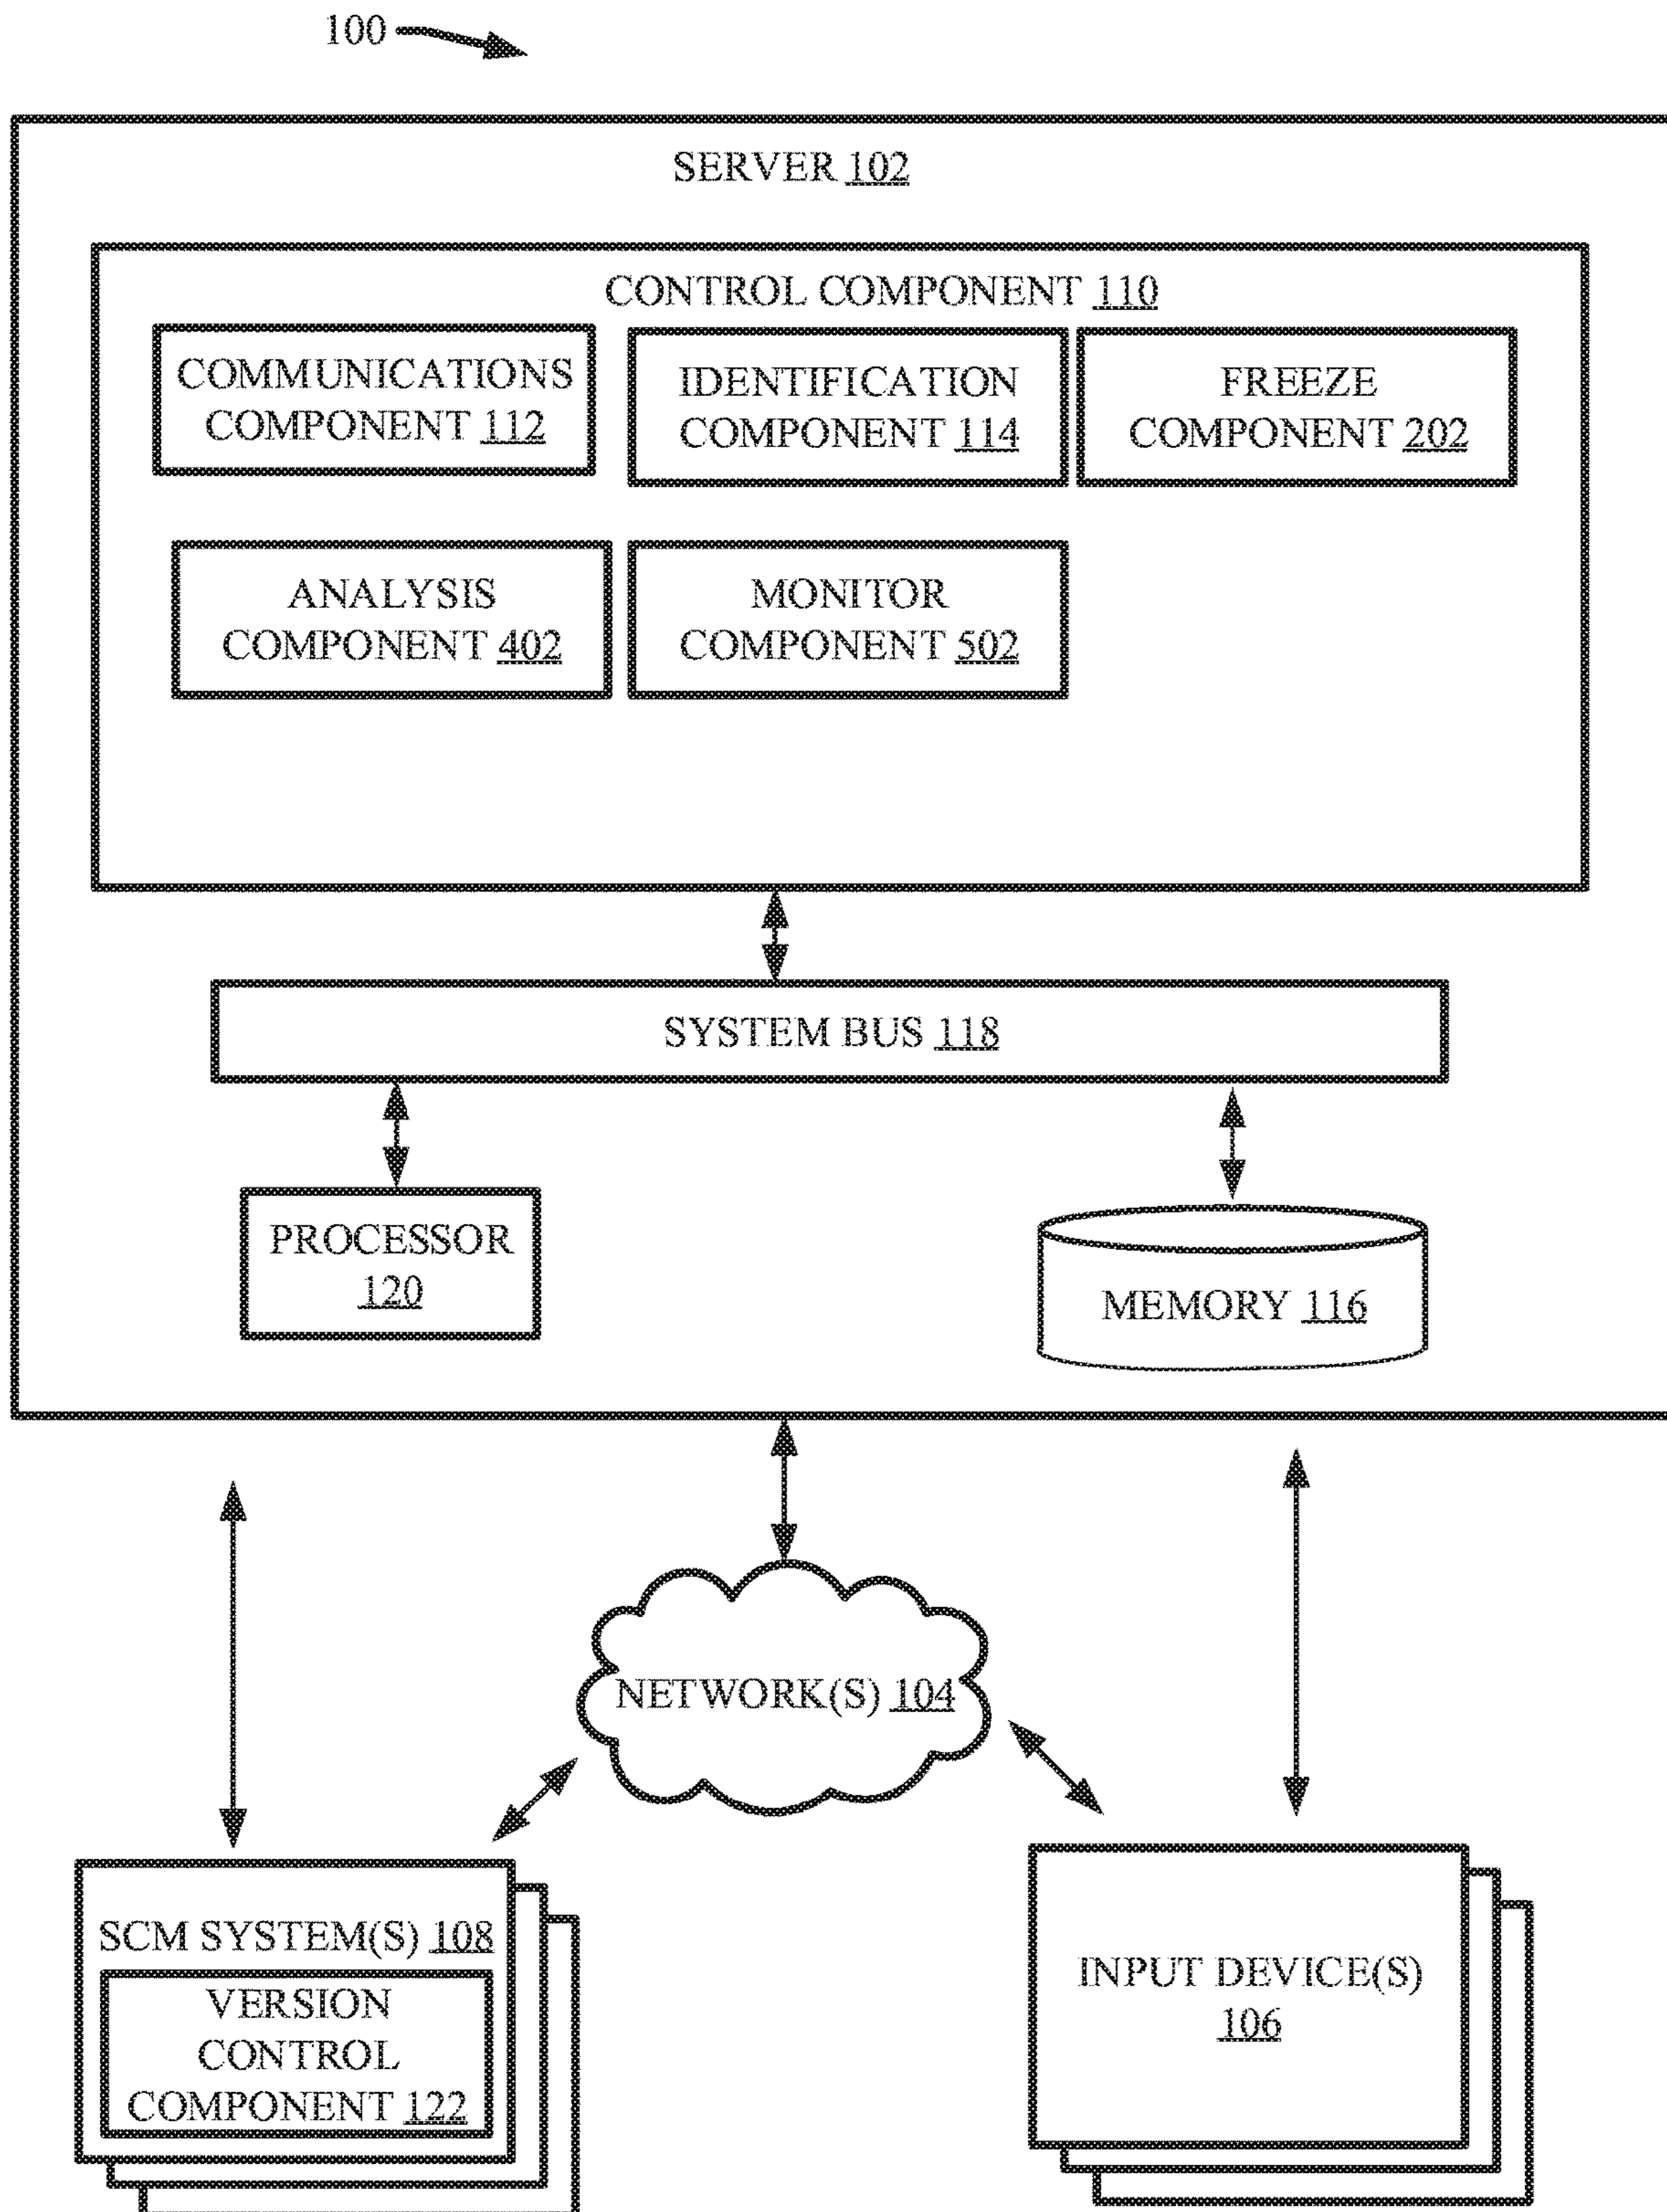 100
SERVER 102
CONTROL COMPONENT 110
COMMUNICATIONS
COMPONENT 112
IDENTIFICATION
COMPONENT 114
FREEZE
COMPONENT 202
ANALYSIS
COMPONENT 402
MONITOR
COMPONENT 502
SYSTEM BUS 118
PROCESSOR
120
MEMORY 116
NETWORK(S) 104
SCM SYSTEM(S) 108
VERSION
CONTROL
COMPONENT 122
INPUT DEVICE(S)
106